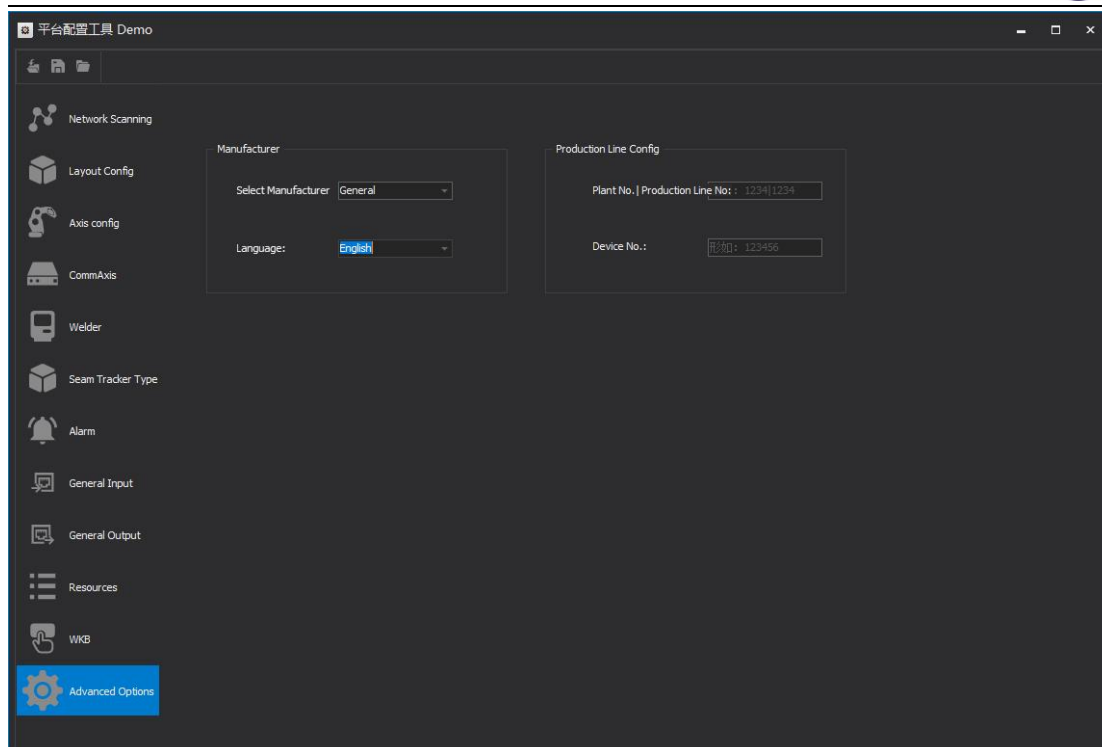 平台配置工具 Demo
Network Scanning
Layout Config
Axis config
CommAxis
Welder
Seam Tracker Type
Alarm
General Input
General Output
Resources
WKB
Advanced Options
Manufacturer
Select Manufacturer General
Language: English
Production Line Config
Plant No.|Production Line No: : 1234|1234
Device No.: 形如: 123456